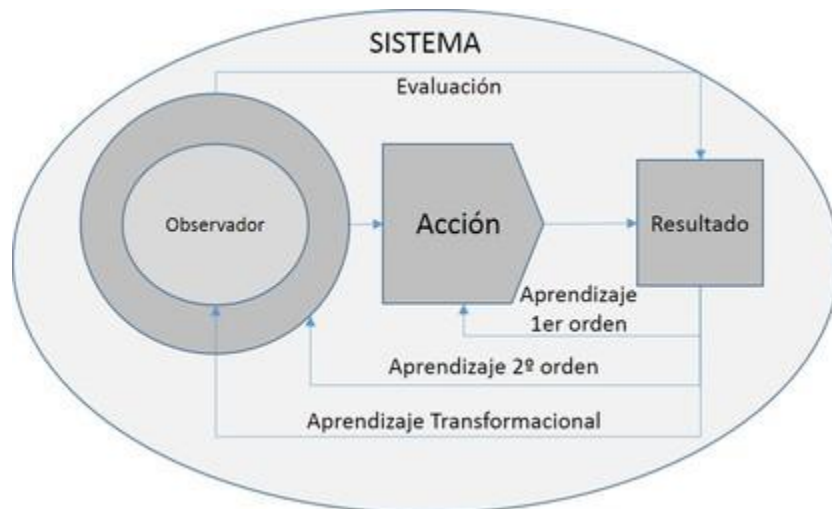 SISTEMA
Evaluación
Observador
Acción
Resultado
Aprendizaje
1er orden
Aprendizaje 2º orden
Aprendizaje Transformacional